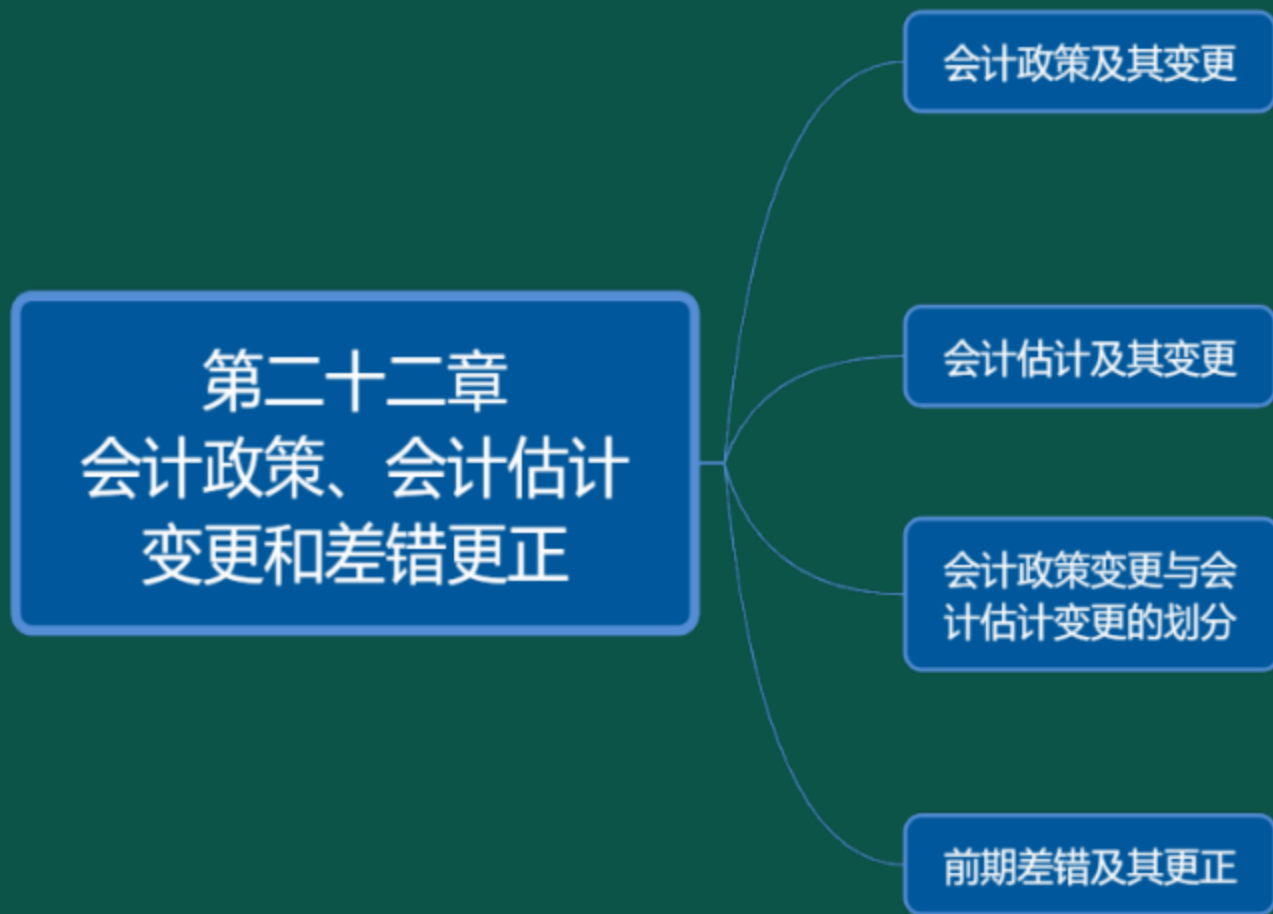 第二十二章
会计政策、会计估计
变更和差错更正
会计政策及其变更
会计估计及其变更
会计政策变更与会
计估计变更的划分
前期差错及其更正